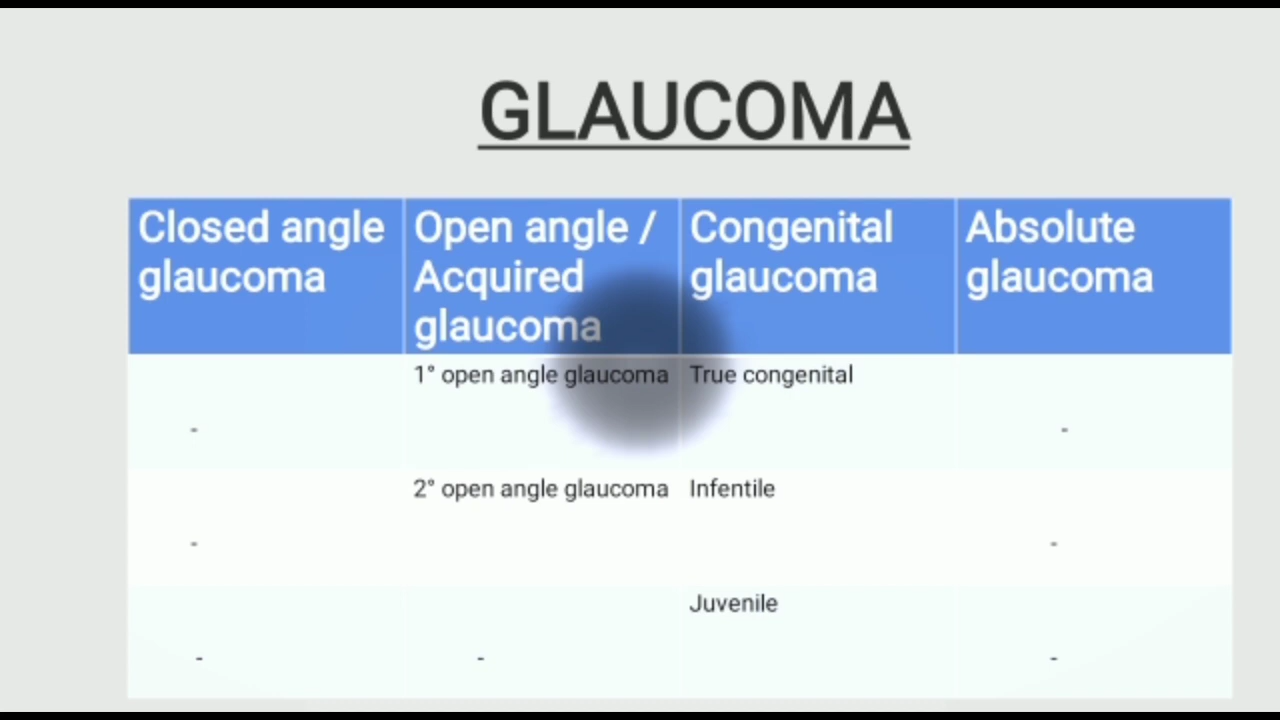 GLAUCOMA
Closed angle glaucoma
Open angle / Acquired glaucoma
Congenital glaucoma
Absolute glaucoma
-
1° open angle glaucoma
True congenital
-
-
2° open angle glaucoma
Infentile
-
-
-
Juvenile
-